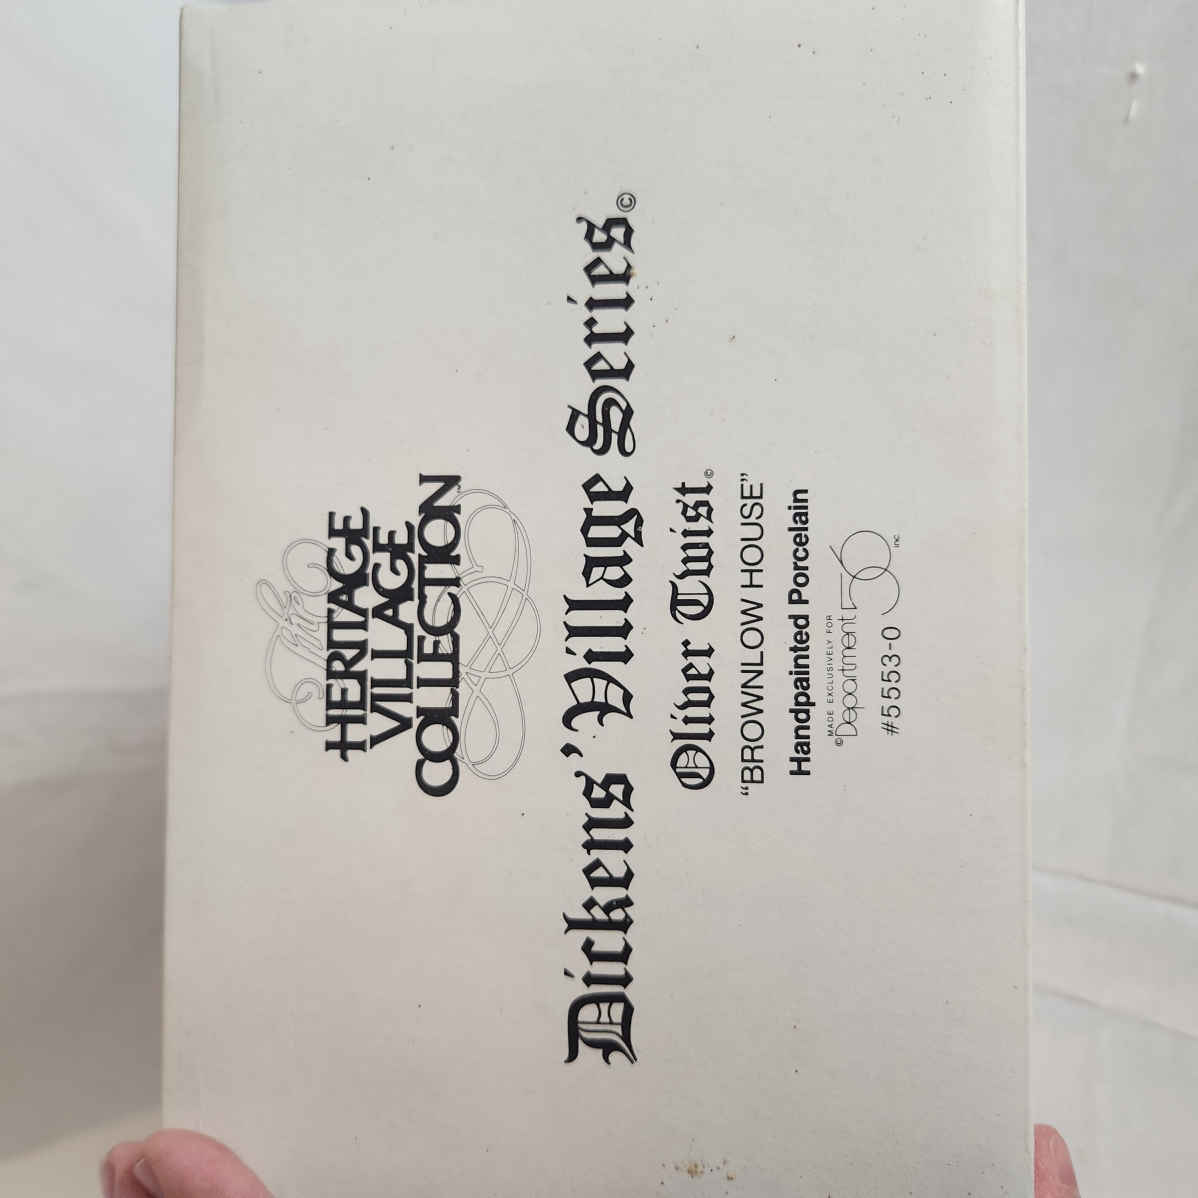 The
HERITAGE
VILLAGE
COLLECTION™
Dickens' Village Series©
Oliver Twist©
“BROWNLOW HOUSE”
Handpainted Porcelain
MADE EXCLUSIVELY FOR
©Department 56 Inc.
#5553-0